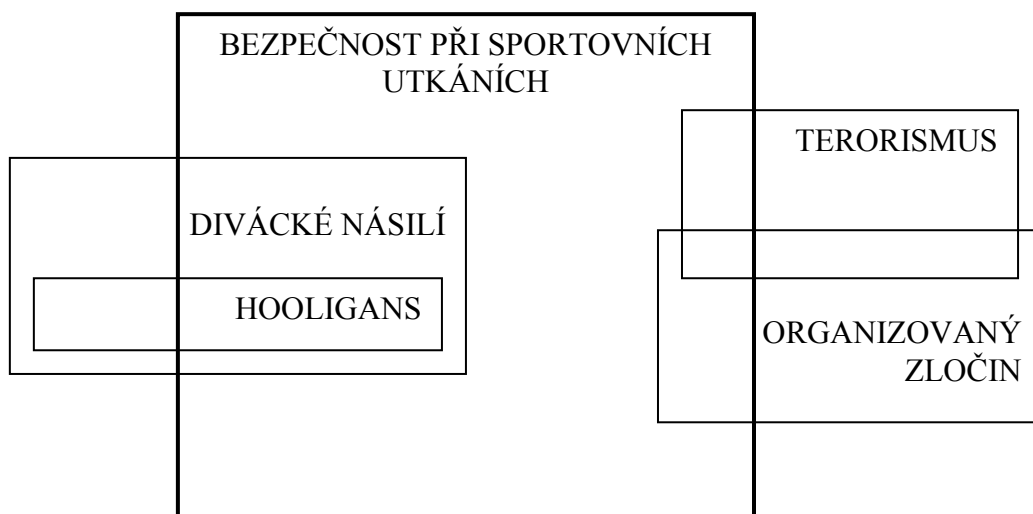 BEZPEČNOST PŘI SPORTOVNÍCH
UTKÁNÍCH
TERORISMUS
DIVÁCKÉ NÁSILÍ
HOOLIGANS
ORGANIZOVANÝ
ZLOČIN